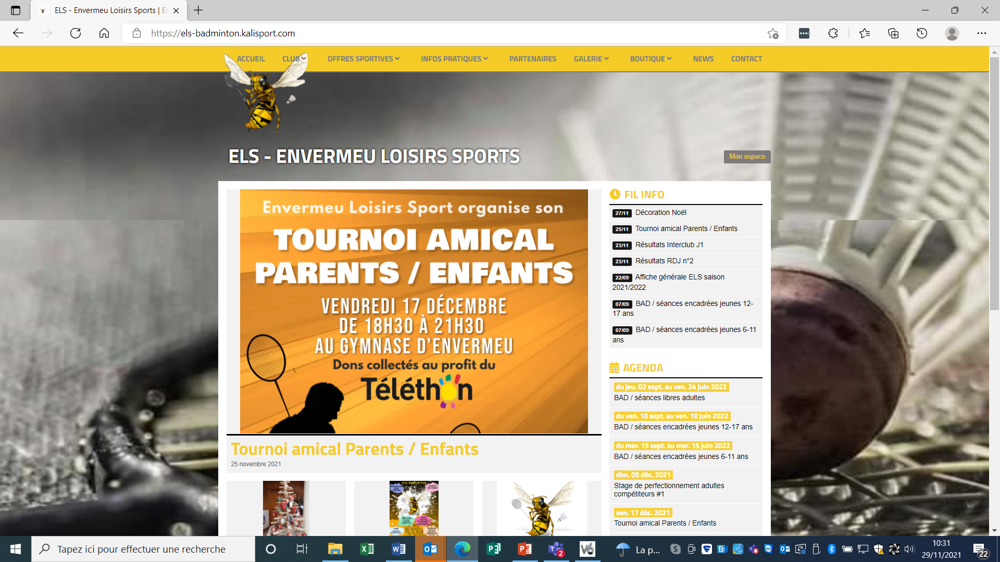 ELS - Envermeu Loisirs Sports | El
https://els-badminton.kalisport.com
ACCUEIL CLUB OFFRES SPORTIVES INFOS PRATIQUES PARTENAIRES GALERIE BOUTIQUE NEWS CONTACT
ELS - ENVERMEU LOISIRS SPORTS
Mon espace
Envermeu Loisirs Sport organise son
TOURNOI AMICAL
PARENTS / ENFANTS
VENDREDI 17 DÉCEMBRE
DE 18H30 À 21H30
AU GYMNASE D'ENVERMEU
Dons collectés au profit du
Téléthon
Tournoi amical Parents / Enfants
25 novembre 2021
ELS BADMINTON
FIL INFO
27/11 Décoration Noël
25/11 Tournoi amical Parents / Enfants
23/11 Résultats Interclub J1
23/11 Résultats RDJ n°2
22/09 Affiche générale ELS saison
2021/2022
07/09 BAD / séances encadrées jeunes 12-
17 ans
07/09 BAD / séances encadrées jeunes 6-11
ans
AGENDA
du jeu. 02 sept. au ven. 24 juin 2022
BAD / séances libres adultes
du ven. 10 sept. au ven. 10 juin 2022
BAD / séances encadrées jeunes 12-17 ans
du mer. 15 sept. au mer. 15 juin 2022
BAD / séances encadrées jeunes 6-11 ans
dim. 05 déc. 2021
Stage de perfectionnement adultes
compétiteurs #1
ven. 17 déc. 2021
Tournoi amical Parents / Enfants
Tapez ici pour effectuer une recherche
2
La p...
10:31
29/11/2021
22